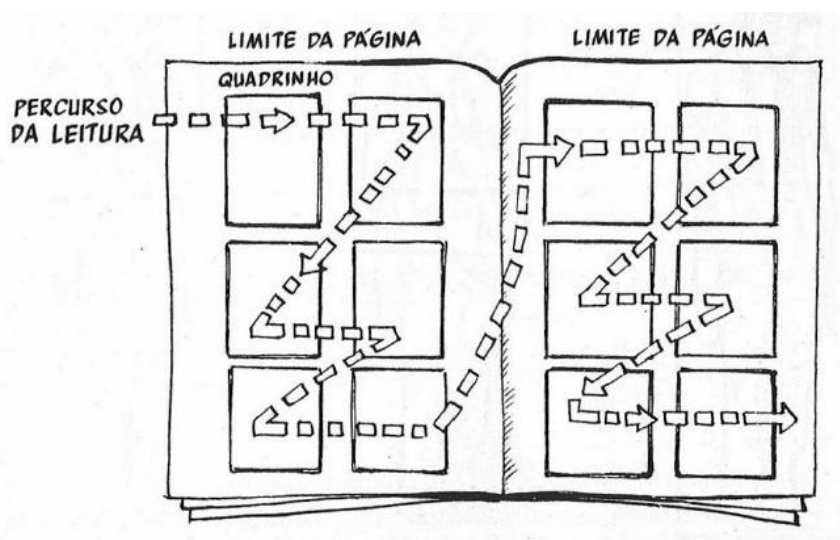 LIMITE DA PÁGINA
LIMITE DA PÁGINA
QUADRINHO
PERCURSO
DA LEITURA